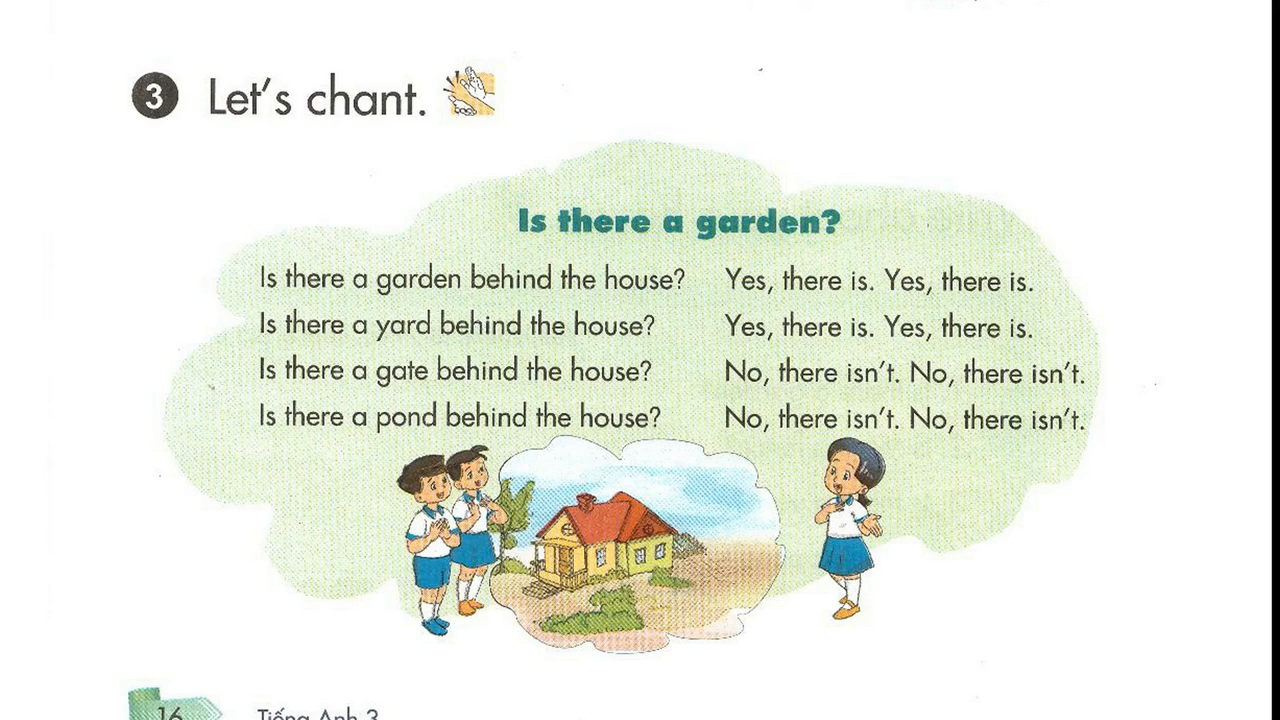 3 Let's chant.
Is there a garden?
Is there a garden behind the house? Yes, there is. Yes, there is.
Is there a yard behind the house? Yes, there is. Yes, there is.
Is there a gate behind the house? No, there isn't. No, there isn't.
Is there a pond behind the house? No, there isn't. No, there isn't.
16 Tiếng Anh 3